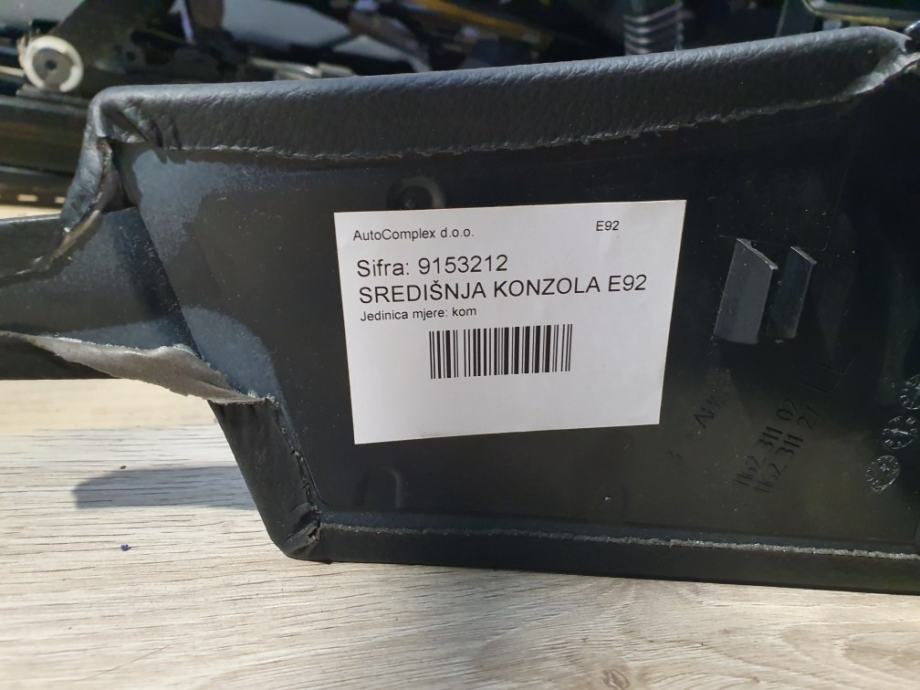 AutoComplex d.o.o. E92
Sifra: 9153212
SREDIŠNJA KONZOLA E92
Jedinica mjere: kom